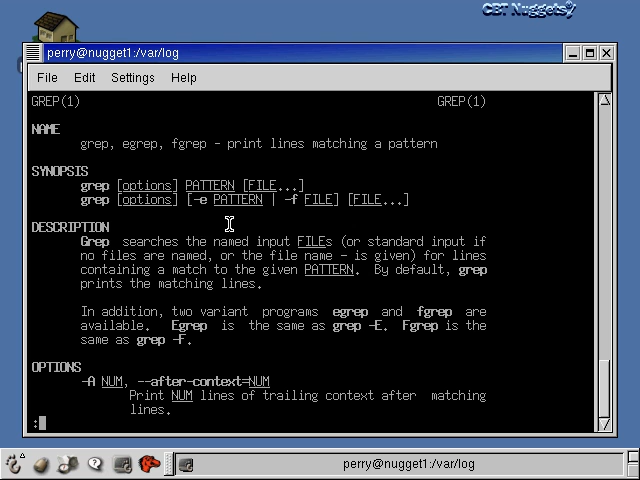 CBT Nuggets
perry@nugget1:/var/log
File Edit Settings Help
GREP(1) GREP(1)
NAME
grep, egrep, fgrep - print lines matching a pattern
SYNOPSIS
grep [options] PATTERN [FILE...]
grep [options] [-e PATTERN | -f FILE] [FILE...]
DESCRIPTION
Grep searches the named input FILEs (or standard input if
no files are named, or the file name - is given) for lines
containing a match to the given PATTERN. By default, grep
prints the matching lines.
In addition, two variant programs egrep and fgrep are
available. Egrep is the same as grep -E. Fgrep is the
same as grep -F.
OPTIONS
-A NUM, --after-context=NUM
Print NUM lines of trailing context after matching
lines.
:
perry@nugget1:/var/log